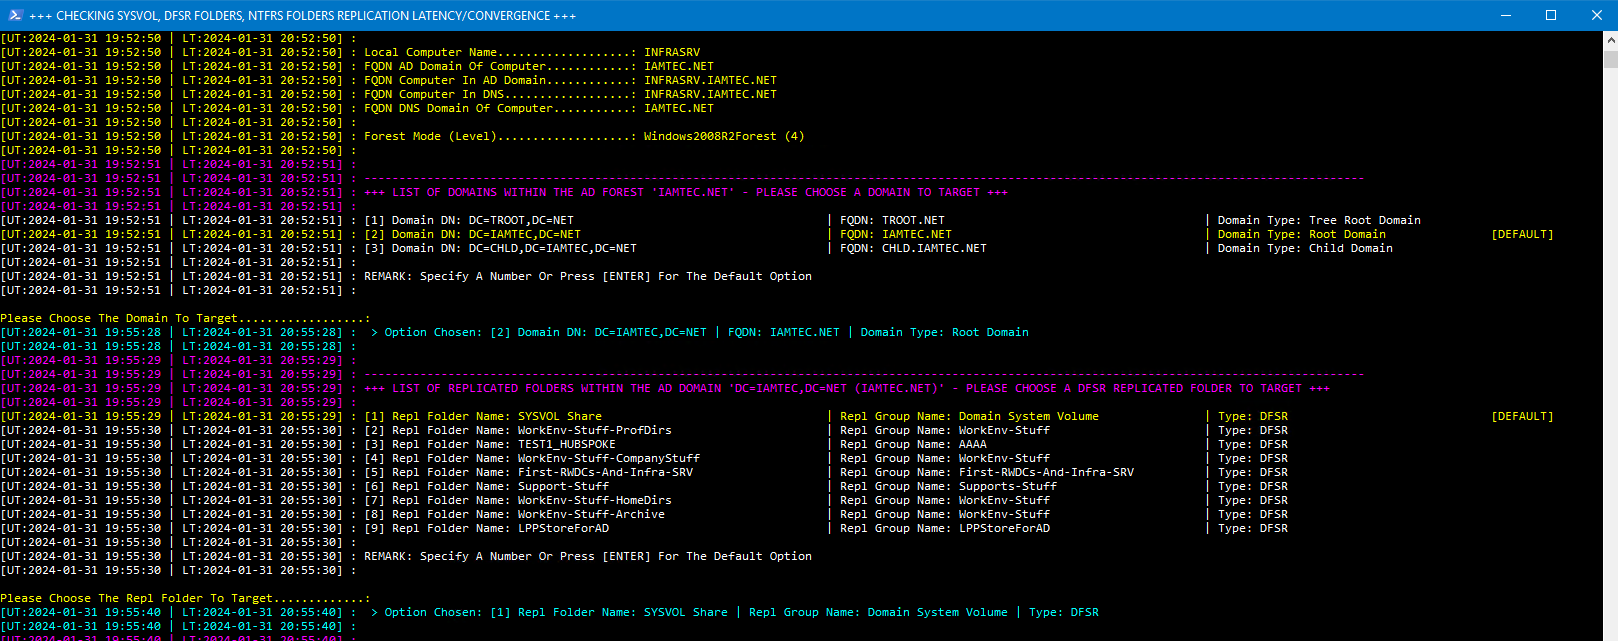 +++ CHECKING SYSVOL, DFSR FOLDERS, NTFRS FOLDERS REPLICATION LATENCY/CONVERGENCE +++
[UT:2024-01-31 19:52:50 | LT:2024-01-31 20:52:50] :
[UT:2024-01-31 19:52:50 | LT:2024-01-31 20:52:50] : Local Computer Name...................: INFRASRV
[UT:2024-01-31 19:52:50 | LT:2024-01-31 20:52:50] : FQDN AD Domain Of Computer............: IAMTEC.NET
[UT:2024-01-31 19:52:50 | LT:2024-01-31 20:52:50] : FQDN Computer In AD Domain............: INFRASRV.IAMTEC.NET
[UT:2024-01-31 19:52:50 | LT:2024-01-31 20:52:50] : FQDN Computer In DNS..................: INFRASRV.IAMTEC.NET
[UT:2024-01-31 19:52:50 | LT:2024-01-31 20:52:50] : FQDN DNS Domain Of Computer...........: IAMTEC.NET
[UT:2024-01-31 19:52:50 | LT:2024-01-31 20:52:50] :
[UT:2024-01-31 19:52:50 | LT:2024-01-31 20:52:50] : Forest Mode (Level)...................: Windows2008R2Forest (4)
[UT:2024-01-31 19:52:50 | LT:2024-01-31 20:52:50] :
[UT:2024-01-31 19:52:51 | LT:2024-01-31 20:52:51] :
[UT:2024-01-31 19:52:51 | LT:2024-01-31 20:52:51] : -----------------------------------------------------------------------------------------------------------------------------------------------
[UT:2024-01-31 19:52:51 | LT:2024-01-31 20:52:51] : +++ LIST OF DOMAINS WITHIN THE AD FOREST 'IAMTEC.NET' - PLEASE CHOOSE A DOMAIN TO TARGET +++
[UT:2024-01-31 19:52:51 | LT:2024-01-31 20:52:51] :
[UT:2024-01-31 19:52:51 | LT:2024-01-31 20:52:51] : [1] Domain DN: DC=TROOT,DC=NET | FQDN: TROOT.NET | Domain Type: Tree Root Domain
[UT:2024-01-31 19:52:51 | LT:2024-01-31 20:52:51] : [2] Domain DN: DC=IAMTEC,DC=NET | FQDN: IAMTEC.NET | Domain Type: Root Domain [DEFAULT]
[UT:2024-01-31 19:52:51 | LT:2024-01-31 20:52:51] : [3] Domain DN: DC=CHLD,DC=IAMTEC,DC=NET | FQDN: CHLD.IAMTEC.NET | Domain Type: Child Domain
[UT:2024-01-31 19:52:51 | LT:2024-01-31 20:52:51] :
[UT:2024-01-31 19:52:51 | LT:2024-01-31 20:52:51] : REMARK: Specify A Number Or Press [ENTER] For The Default Option
[UT:2024-01-31 19:52:51 | LT:2024-01-31 20:52:51] :
Please Choose The Domain To Target..................:
[UT:2024-01-31 19:55:28 | LT:2024-01-31 20:55:28] :  > Option Chosen: [2] Domain DN: DC=IAMTEC,DC=NET | FQDN: IAMTEC.NET | Domain Type: Root Domain
[UT:2024-01-31 19:55:28 | LT:2024-01-31 20:55:28] :
[UT:2024-01-31 19:55:29 | LT:2024-01-31 20:55:29] :
[UT:2024-01-31 19:55:29 | LT:2024-01-31 20:55:29] : -----------------------------------------------------------------------------------------------------------------------------------------------
[UT:2024-01-31 19:55:29 | LT:2024-01-31 20:55:29] : +++ LIST OF REPLICATED FOLDERS WITHIN THE AD DOMAIN 'DC=IAMTEC,DC=NET (IAMTEC.NET)' - PLEASE CHOOSE A DFSR REPLICATED FOLDER TO TARGET +++
[UT:2024-01-31 19:55:29 | LT:2024-01-31 20:55:29] :
[UT:2024-01-31 19:55:29 | LT:2024-01-31 20:55:29] : [1] Repl Folder Name: SYSVOL Share | Repl Group Name: Domain System Volume | Type: DFSR [DEFAULT]
[UT:2024-01-31 19:55:30 | LT:2024-01-31 20:55:30] : [2] Repl Folder Name: WorkEnv-Stuff-ProfDirs | Repl Group Name: WorkEnv-Stuff | Type: DFSR
[UT:2024-01-31 19:55:30 | LT:2024-01-31 20:55:30] : [3] Repl Folder Name: TEST1_HUBSPOKE | Repl Group Name: AAAA | Type: DFSR
[UT:2024-01-31 19:55:30 | LT:2024-01-31 20:55:30] : [4] Repl Folder Name: WorkEnv-Stuff-CompanyStuff | Repl Group Name: WorkEnv-Stuff | Type: DFSR
[UT:2024-01-31 19:55:30 | LT:2024-01-31 20:55:30] : [5] Repl Folder Name: First-RWDCs-And-Infra-SRV | Repl Group Name: First-RWDCs-And-Infra-SRV | Type: DFSR
[UT:2024-01-31 19:55:30 | LT:2024-01-31 20:55:30] : [6] Repl Folder Name: Support-Stuff | Repl Group Name: Supports-Stuff | Type: DFSR
[UT:2024-01-31 19:55:30 | LT:2024-01-31 20:55:30] : [7] Repl Folder Name: WorkEnv-Stuff-HomeDirs | Repl Group Name: WorkEnv-Stuff | Type: DFSR
[UT:2024-01-31 19:55:30 | LT:2024-01-31 20:55:30] : [8] Repl Folder Name: WorkEnv-Stuff-Archive | Repl Group Name: WorkEnv-Stuff | Type: DFSR
[UT:2024-01-31 19:55:30 | LT:2024-01-31 20:55:30] : [9] Repl Folder Name: LPPStoreForAD | Repl Group Name: LPPStoreForAD | Type: DFSR
[UT:2024-01-31 19:55:30 | LT:2024-01-31 20:55:30] :
[UT:2024-01-31 19:55:30 | LT:2024-01-31 20:55:30] : REMARK: Specify A Number Or Press [ENTER] For The Default Option
[UT:2024-01-31 19:55:30 | LT:2024-01-31 20:55:30] :
Please Choose The Repl Folder To Target.............:
[UT:2024-01-31 19:55:40 | LT:2024-01-31 20:55:40] :  > Option Chosen: [1] Repl Folder Name: SYSVOL Share | Repl Group Name: Domain System Volume | Type: DFSR
[UT:2024-01-31 19:55:40 | LT:2024-01-31 20:55:40] :
[UT:2024-01-31 19:55:40 | LT:2024-01-31 20:55:40] :